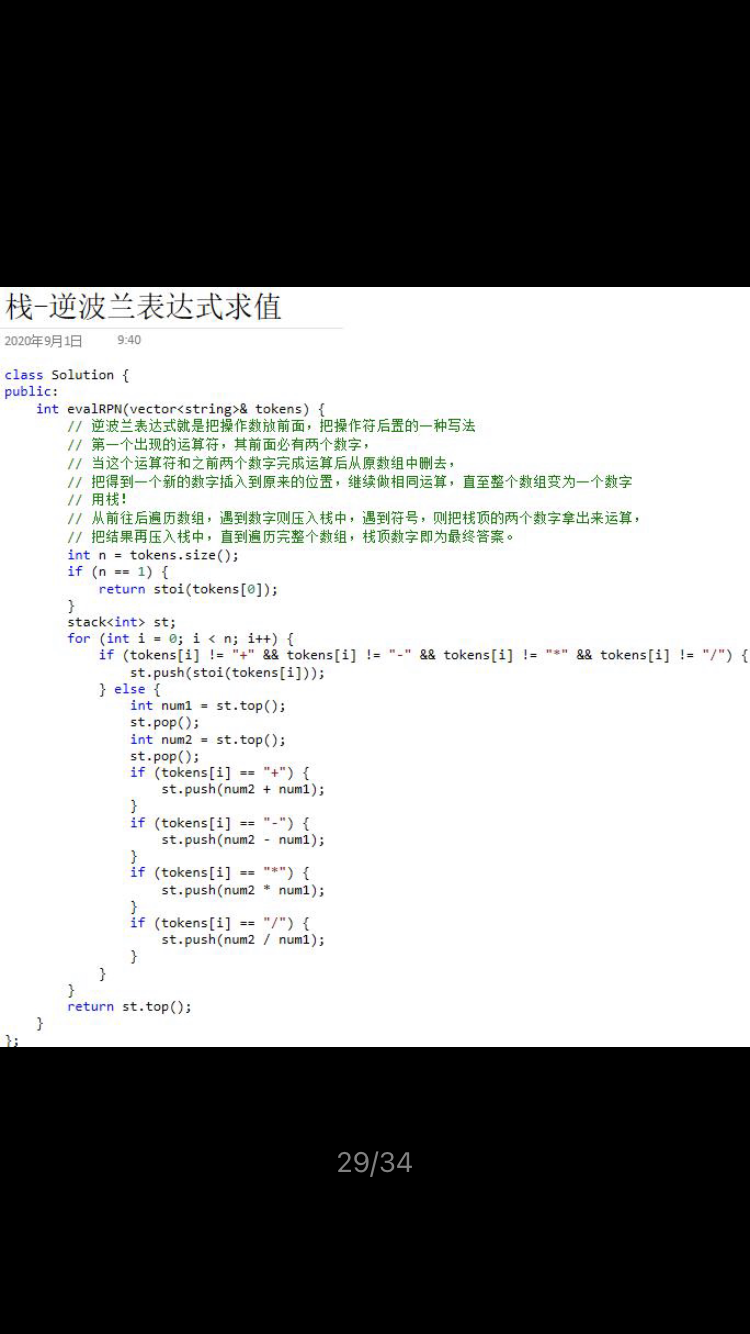 栈-逆波兰表达式求值
2020年9月1日 9:40
class Solution {
public:
    int evalRPN(vector<string>& tokens) {
        // 逆波兰表达式就是把操作数放前面，把操作符后置的一种写法
        // 第一个出现的运算符，其前面必有两个数字，
        // 当这个运算符和之前两个数字完成运算后从原数组中删去，
        // 把得到一个新的数字插入到原来的位置，继续做相同运算，直至整个数组变为一个数字
        // 用栈！
        // 从前往后遍历数组，遇到数字则压入栈中，遇到符号，则把栈顶的两个数字拿出来运算，
        // 把结果再压入栈中，直到遍历完整个数组，栈顶数字即为最终答案。
        int n = tokens.size();
        if (n == 1) {
            return stoi(tokens[0]);
        }
        stack<int> st;
        for (int i = 0; i < n; i++) {
            if (tokens[i] != "+" && tokens[i] != "-" && tokens[i] != "*" && tokens[i] != "/") {
                st.push(stoi(tokens[i]));
            } else {
                int num1 = st.top();
                st.pop();
                int num2 = st.top();
                st.pop();
                if (tokens[i] == "+") {
                    st.push(num2 + num1);
                }
                if (tokens[i] == "-") {
                    st.push(num2 - num1);
                }
                if (tokens[i] == "*") {
                    st.push(num2 * num1);
                }
                if (tokens[i] == "/") {
                    st.push(num2 / num1);
                }
            }
        }
        return st.top();
    }
};
29/34